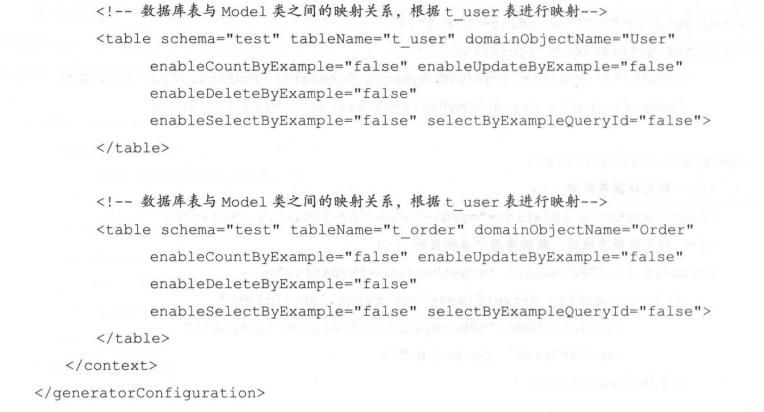 <!-- 数据库表与 Model 类之间的映射关系，根据 t_user 表进行映射-->
<table schema="test" tableName="t_user" domainObjectName="User"
enableCountByExample="false" enableUpdateByExample="false"
enableDeleteByExample="false"
enableSelectByExample="false" selectByExampleQueryId="false">
</table>
<!-- 数据库表与 Model 类之间的映射关系，根据 t_user 表进行映射-->
<table schema="test" tableName="t_order" domainObjectName="Order"
enableCountByExample="false" enableUpdateByExample="false"
enableDeleteByExample="false"
enableSelectByExample="false" selectByExampleQueryId="false">
</table>
</context>
</generatorConfiguration>